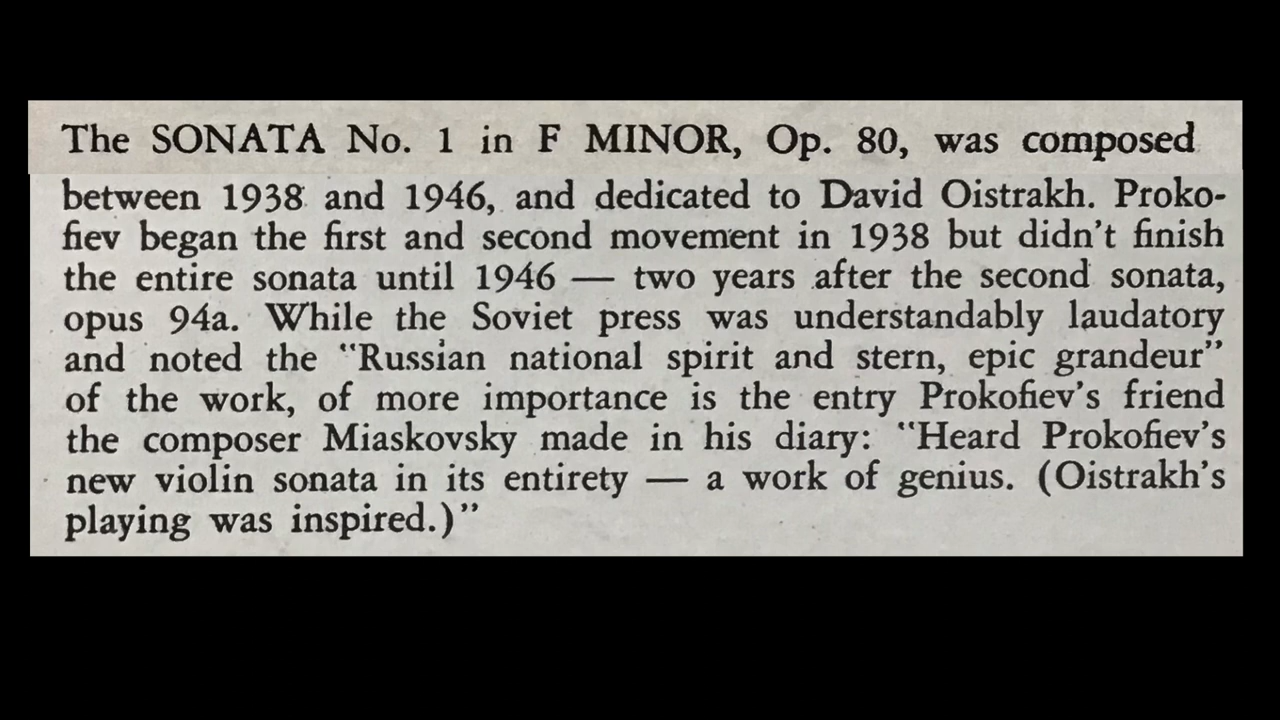 The SONATA No. 1 in F MINOR, Op. 80, was composed
between 1938 and 1946, and dedicated to David Oistrakh. Proko-
fiev began the first and second movement in 1938 but didn't finish
the entire sonata until 1946 — two years after the second sonata,
opus 94a. While the Soviet press was understandably laudatory
and noted the “Russian national spirit and stern, epic grandeur”
of the work, of more importance is the entry Prokofiev's friend
the composer Miaskovsky made in his diary: “Heard Prokofiev's
new violin sonata in its entirety — a work of genius. (Oistrakh's
playing was inspired.)”